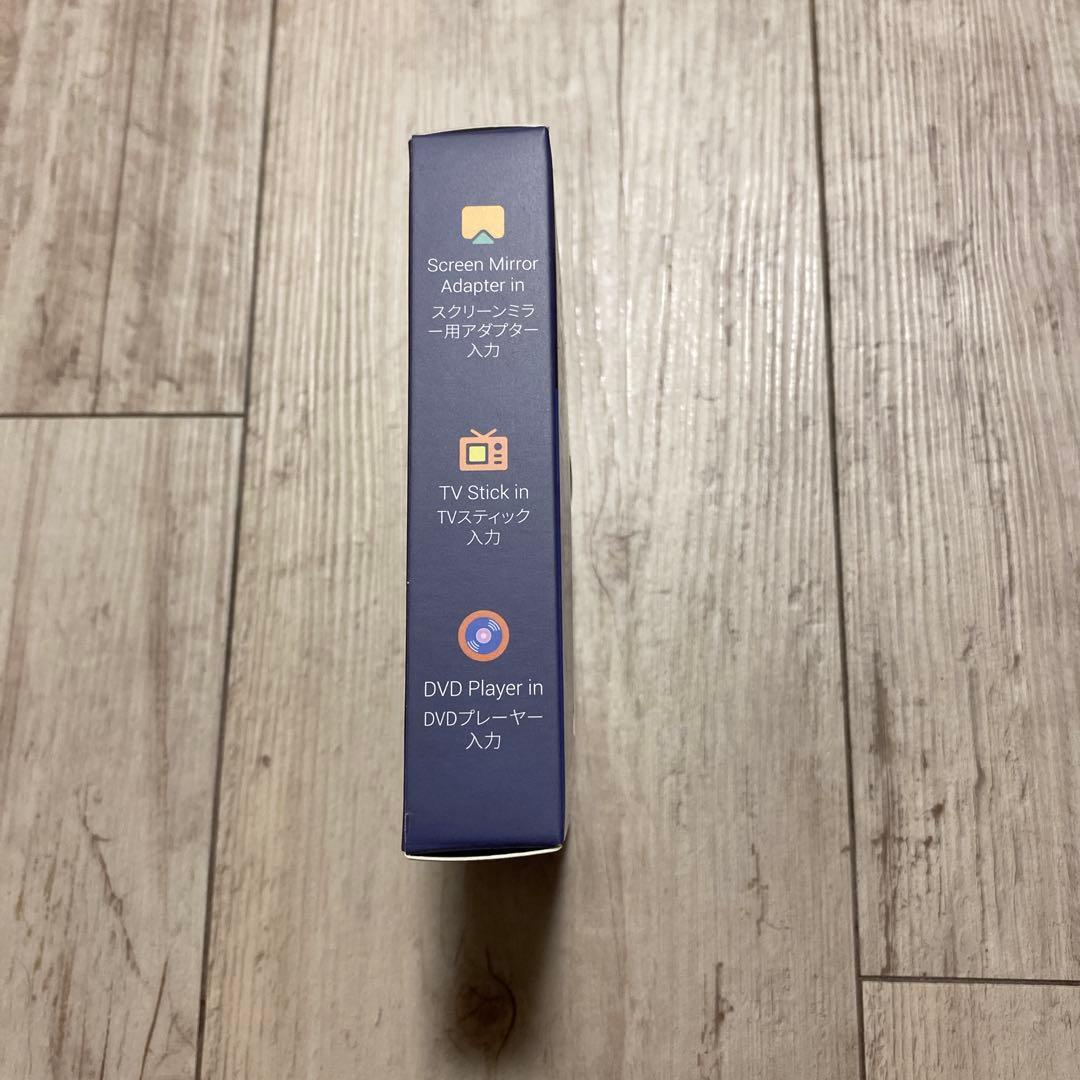 Screen Mirror
Adapter in
スクリーンミラ
ー用アダプター
入力
TV Stick in
TVスティック
入力
DVD Player in
DVDプレーヤー
入力